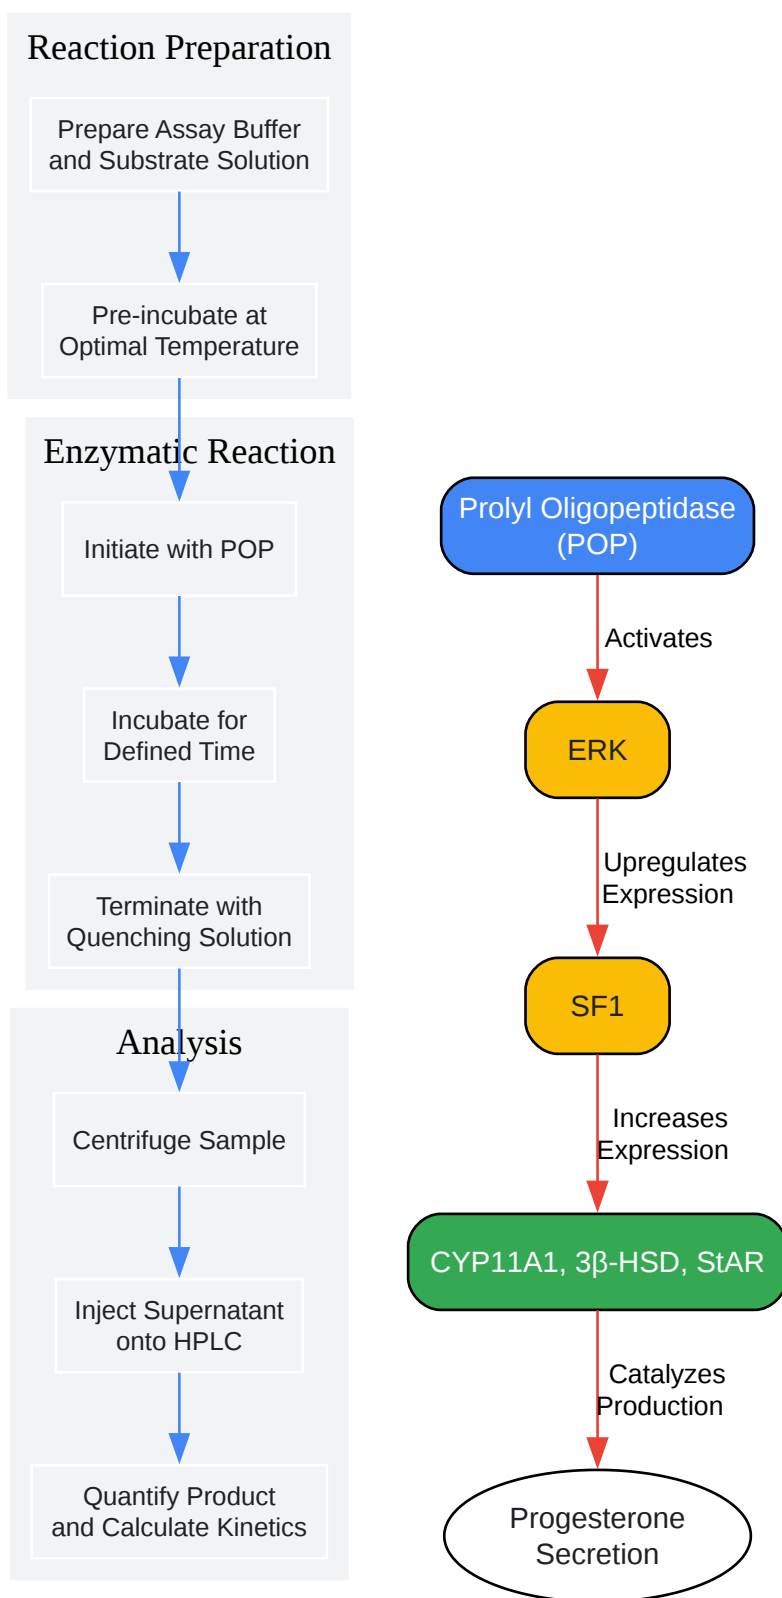 Reaction Preparation
Prepare Assay Buffer
and Substrate Solution
Pre-incubate at
Optimal Temperature
Enzymatic Reaction
Initiate with POP
Incubate for
Defined Time
Terminate with
Quenching Solution
Analysis
Centrifuge Sample
Inject Supernatant
onto HPLC
Quantify Product
and Calculate Kinetics
Prolyl Oligopeptidase
(POP)
Activates
ERK
Upregulates
Expression
SF1
Increases
Expression
CYP11A1, 3β-HSD, StAR
Catalyzes
Production
Progesterone
Secretion